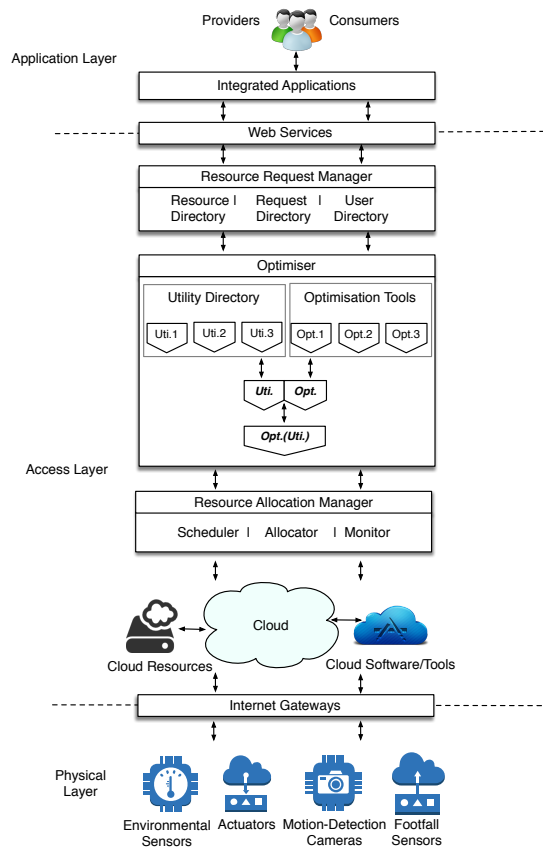 Providers Consumers
Application Layer
Integrated Applications
Web Services
Resource Request Manager
Resource | Request | User
Directory Directory Directory
Optimiser
Utility Directory Optimisation Tools
Uti.1 Uti.2 Uti.3 Opt.1 Opt.2 Opt.3
Uti. Opt.
Opt.(Uti.)
Access Layer
Resource Allocation Manager
Scheduler | Allocator | Monitor
Cloud
Cloud Resources Cloud Software/Tools
Internet Gateways
Physical
Layer
Environmental Actuators Motion-Detection Footfall
Sensors Cameras Sensors